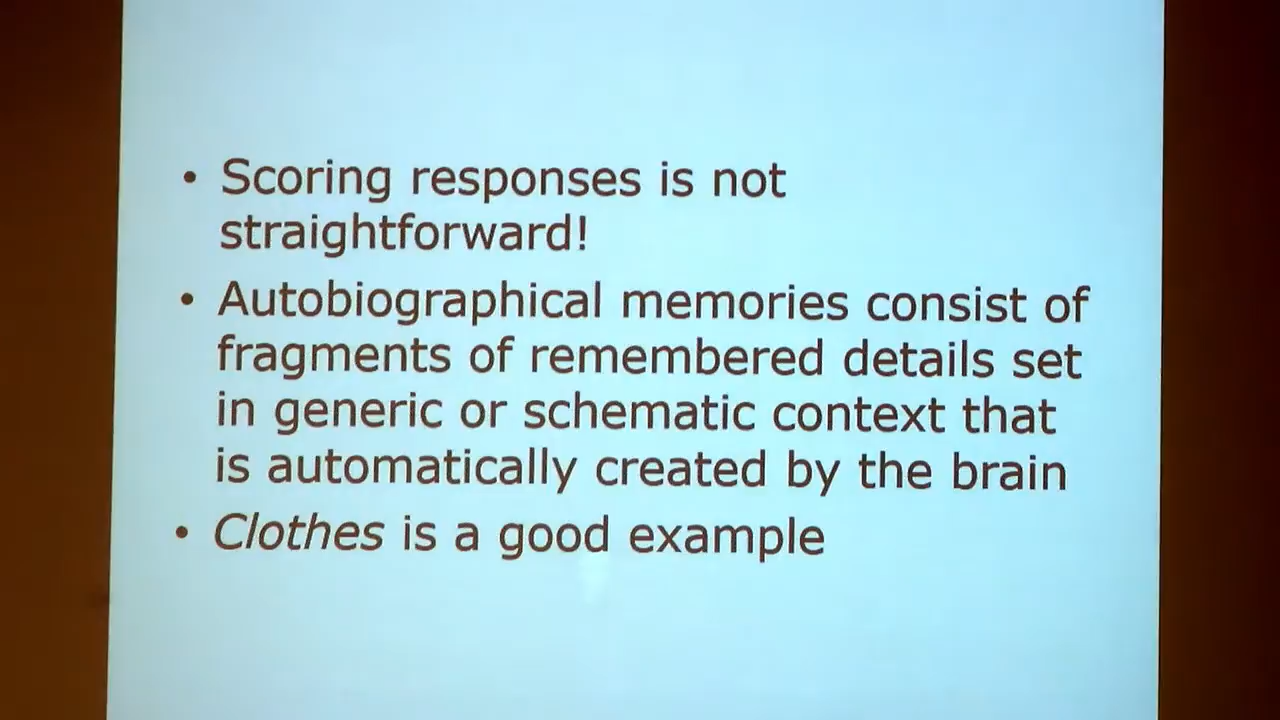 • Scoring responses is not
straightforward!
• Autobiographical memories consist of
fragments of remembered details set
in generic or schematic context that
is automatically created by the brain
• Clothes is a good example